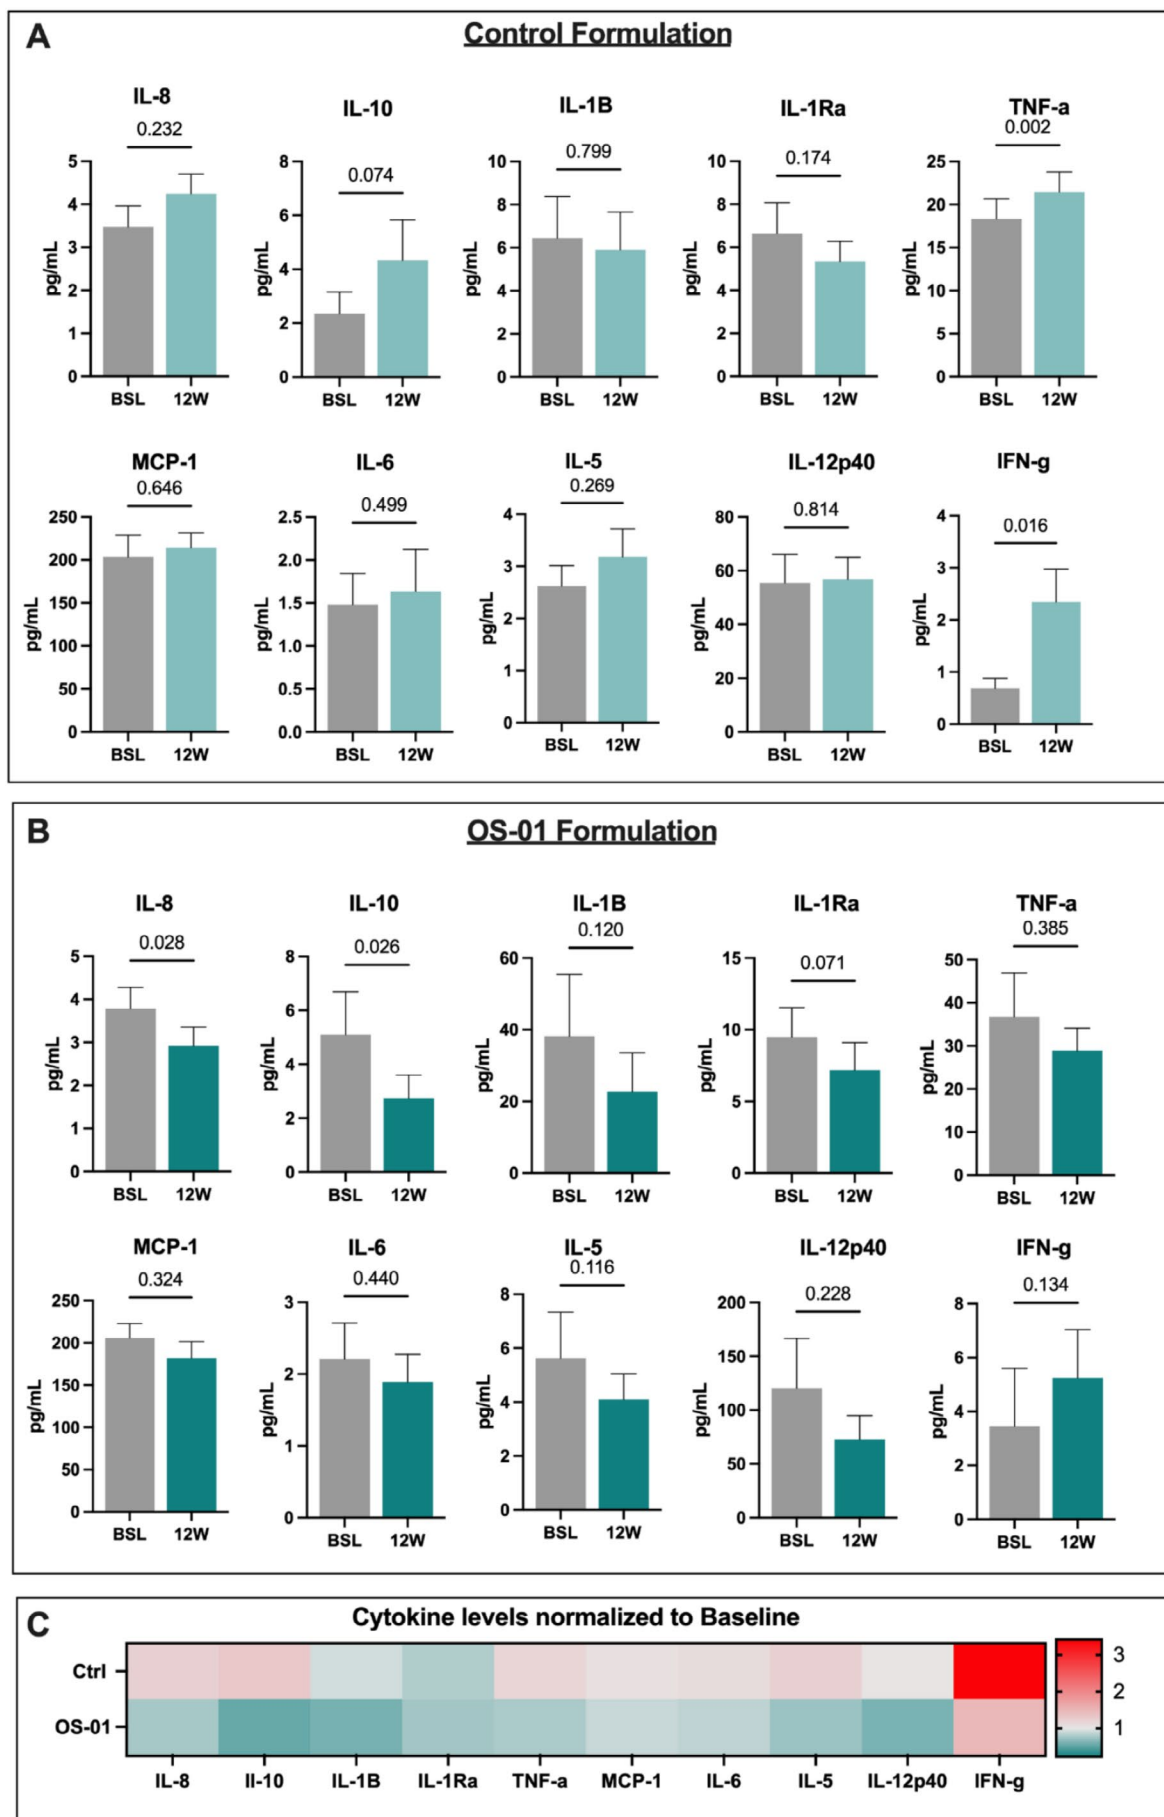 A
Control Formulation
IL-8
IL-10
IL-1B
IL-1Ra
TNF-a
0.232
0.074
0.799
0.174
0.002
pg/mL
5
4
3
2
1
0
BSL 12W
pg/mL
8
6
4
2
0
BSL 12W
pg/mL
10
8
6
4
2
0
BSL 12W
pg/mL
10
8
6
4
2
0
BSL 12W
pg/mL
25
20
15
10
5
0
BSL 12W
MCP-1
IL-6
IL-5
IL-12p40
IFN-g
0.646
0.499
0.269
0.814
0.016
pg/mL
250
200
150
100
50
0
BSL 12W
pg/mL
2.5
2.0
1.5
1.0
0.5
0.0
BSL 12W
pg/mL
4
3
2
1
0
BSL 12W
pg/mL
80
60
40
20
0
BSL 12W
pg/mL
4
3
2
1
0
BSL 12W
B
OS-01 Formulation
IL-8
IL-10
IL-1B
IL-1Ra
TNF-a
0.028
0.026
0.120
0.071
0.385
pg/mL
5
4
3
2
1
0
BSL 12W
pg/mL
8
6
4
2
0
BSL 12W
pg/mL
60
40
20
0
BSL 12W
pg/mL
15
10
5
0
BSL 12W
pg/mL
50
40
30
20
10
0
BSL 12W
MCP-1
IL-6
IL-5
IL-12p40
IFN-g
0.324
0.440
0.116
0.228
0.134
pg/mL
250
200
150
100
50
0
BSL 12W
pg/mL
3
2
1
0
BSL 12W
pg/mL
8
6
4
2
0
BSL 12W
pg/mL
200
150
100
50
0
BSL 12W
pg/mL
8
6
4
2
0
BSL 12W
C
Cytokine levels normalized to Baseline
Ctrl
OS-01
3
2
1
IL-8 Il-10 IL-1B IL-1Ra TNF-a MCP-1 IL-6 IL-5 IL-12p40 IFN-g